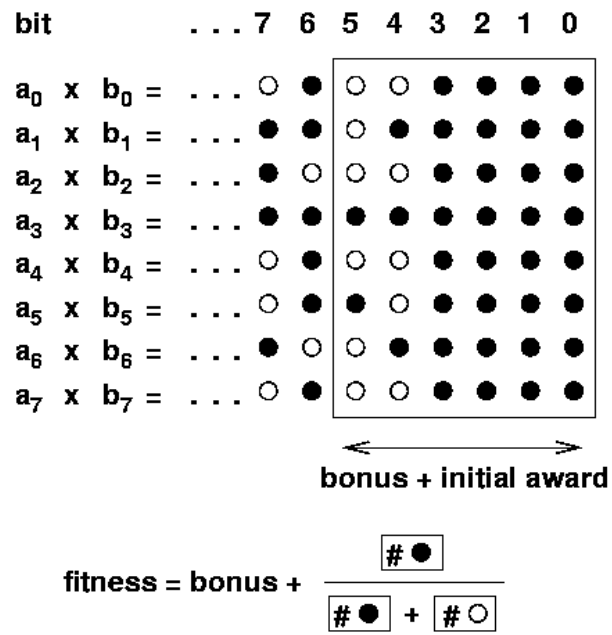 bit . . . 7 6 5 4 3 2 1 0
a₀ x b₀ = . . .
a₁ x b₁ = . . .
a₂ x b₂ = . . .
a₃ x b₃ = . . .
a₄ x b₄ = . . .
a₅ x b₅ = . . .
a₆ x b₆ = . . .
a₇ x b₇ = . . .
bonus + initial award
# ●
fitness = bonus +
# ● + # ○